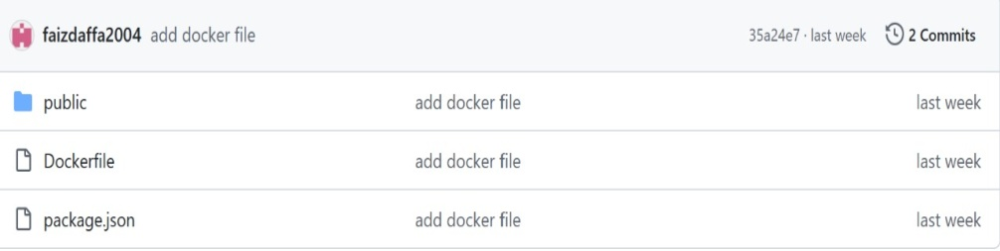 faizdaffa2004 add docker file 35a24e7 · last week 2 Commits
public add docker file last week
Dockerfile add docker file last week
package.json add docker file last week